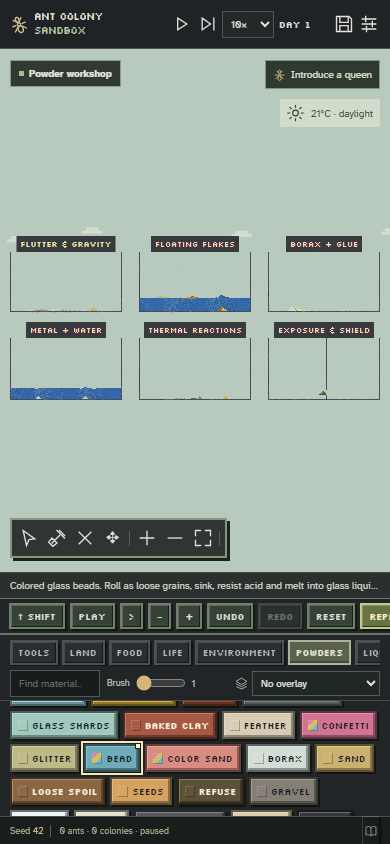 ANT COLONY
SANDBOX
10x
DAY 1
Powder workshop
Introduce a queen
21°C · daylight
FLUTTER & GRAVITY
FLOATING FLAKES
BORAX + GLUE
METAL + WATER
THERMAL REACTIONS
EXPOSURE & SHIELD
Colored glass beads. Roll as loose grains, sink, resist acid and melt into glass liqui...
↑ SHIFT
PLAY
>
-
+
UNDO
REDO
RESET
REP
TOOLS
LAND
FOOD
LIFE
ENVIRONMENT
POWDERS
LIQ
Find material..
Brush
1
No overlay
GLASS SHARDS
BAKED CLAY
FEATHER
CONFETTI
GLITTER
BEAD
COLOR SAND
BORAX
SAND
LOOSE SPOIL
SEEDS
REFUSE
GRAVEL
Seed 42
0 ants · 0 colonies · paused